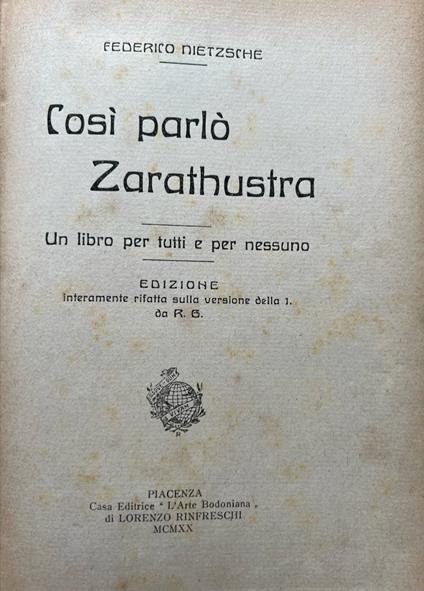 FEDERICO NIETZSCHE
Così parlò
Zarathustra
Un libro per tutti e per nessuno
EDIZIONE
Interamente rifatta sulla versione della 1.
da R. G.
PIACENZA
Casa Editrice “ L'Arte Bodoniana „
di LORENZO RINFRESCHI
MCMXX